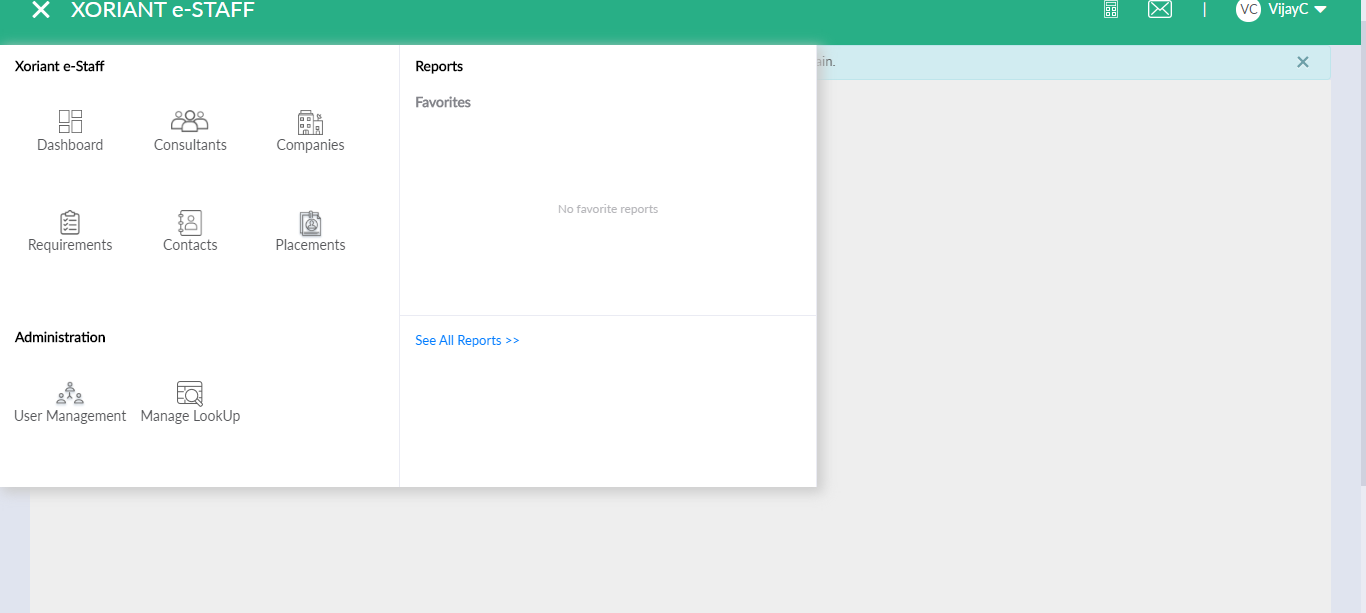 XORIANT e-STAFF
|
VC
VijayC
Xoriant e-Staff
Dashboard
Consultants
Companies
Requirements
Contacts
Placements
Administration
User Management
Manage LookUp
Reports
Favorites
No favorite reports
See All Reports >>